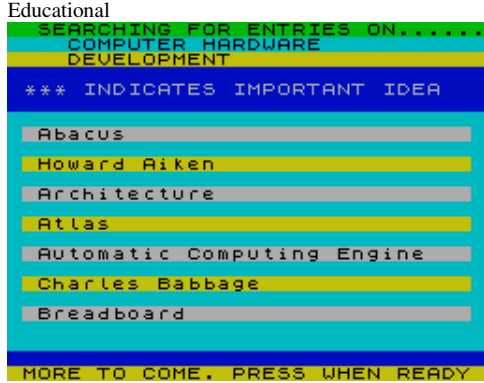 Educational
SEARCHING FOR ENTRIES ON......
COMPUTER HARDWARE
DEVELOPMENT
*** INDICATES IMPORTANT IDEA
Abacus
Howard Aiken
Architecture
Atlas
Automatic Computing Engine
Charles Babbage
Breadboard
MORE TO COME. PRESS WHEN READY